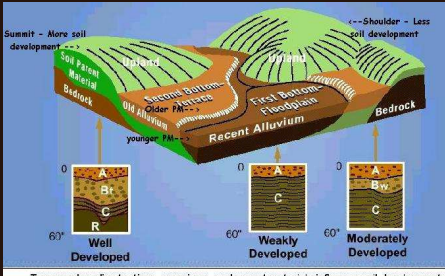 Summit - More soil
development -->
<--Shoulder - Less
soil development
Upland
Upland
Soil Parent
Material
Bedrock
Second Bottom-
Terrace
Older PM-->
Old Alluvium
First Bottom-
Floodplain
younger PM-->
Recent Alluvium
Bedrock
0
A
Bt
C
R
60"
Well
Developed
0
A
C
60"
Weakly
Developed
0
A
Bw
C
60"
Moderately
Developed